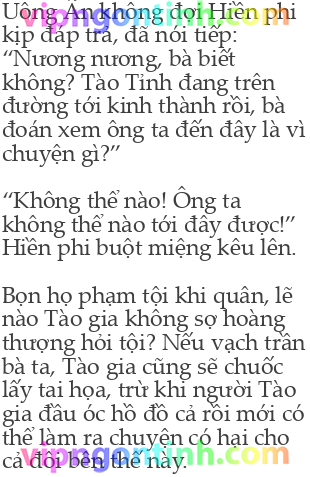 Uông Ấn không đợi Hiền phi
kịp đáp trả, đã nói tiếp:
“Nương nương, bà biết
không? Tào Tỉnh đang trên
đường tới kinh thành rồi, bà
đoán xem ông ta đến đây là vì
chuyện gì?”
“Không thể nào! Ông ta
không thể nào tới đây được!”
Hiền phi buột miệng kêu lên.
Bọn họ phạm tội khi quân, lẽ
nào Tào gia không sợ hoàng
thượng hỏi tội? Nếu vạch trần
bà ta, Tào gia cũng sẽ chuốc
lấy tai họa, trừ khi người Tào
gia đầu óc hồ đồ cả rồi mới có
thể làm ra chuyện có hại cho
cả đôi bên thế này.
vipngontinh.com
vipngontinh.com